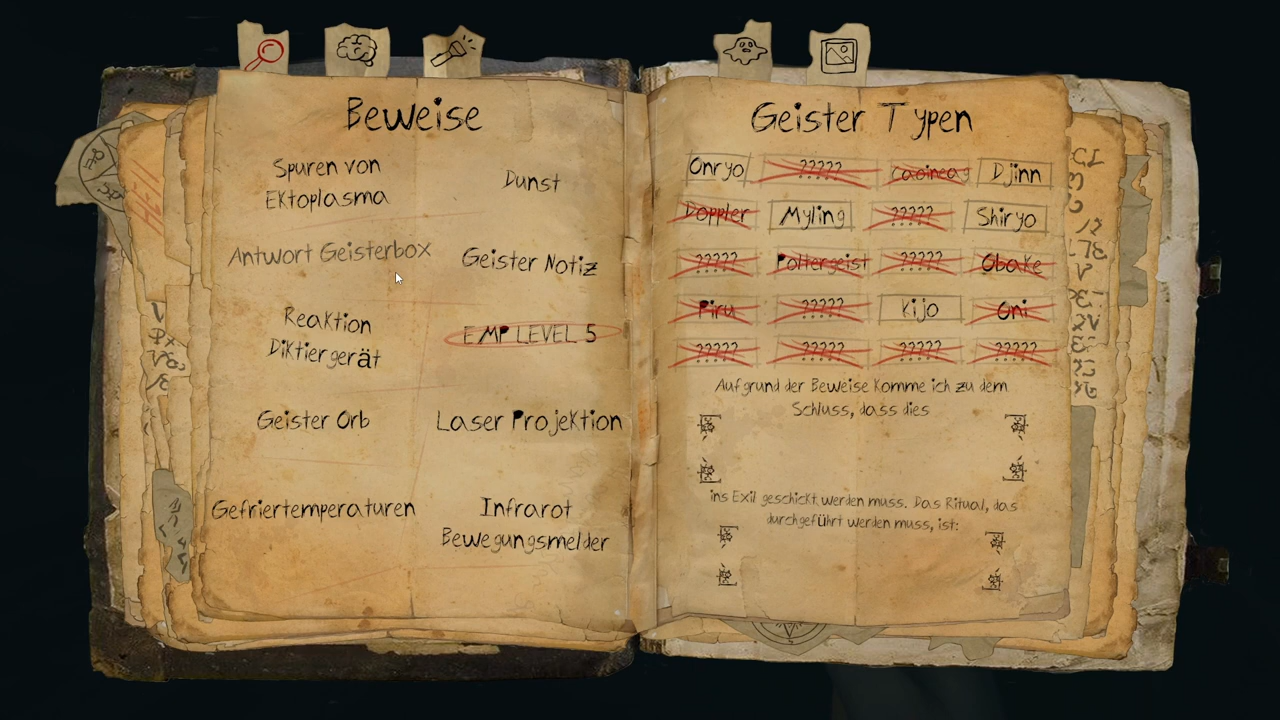 Beweise
Spuren von
Ektoplasma
Dunst
Antwort Geisterbox
Geister Notiz
Reaktion
Diktiergerät
EMP LEVEL 5
Geister Orb
Laser Projektion
Gefriertemperaturen
Infrarot
Bewegungsmelder
Geister Typen
Onryo ????? caoineag Djinn
Doppler Myling ????? Shiryo
????? Poltergeist ????? Obake
Piru ????? Kijo Oni
????? ????? ????? ?????
Aufgrund der Beweise komme ich zu dem
Schluss, dass dies
ins Exil geschickt werden muss. Das Ritual, das
durchgeführt werden muss, ist: